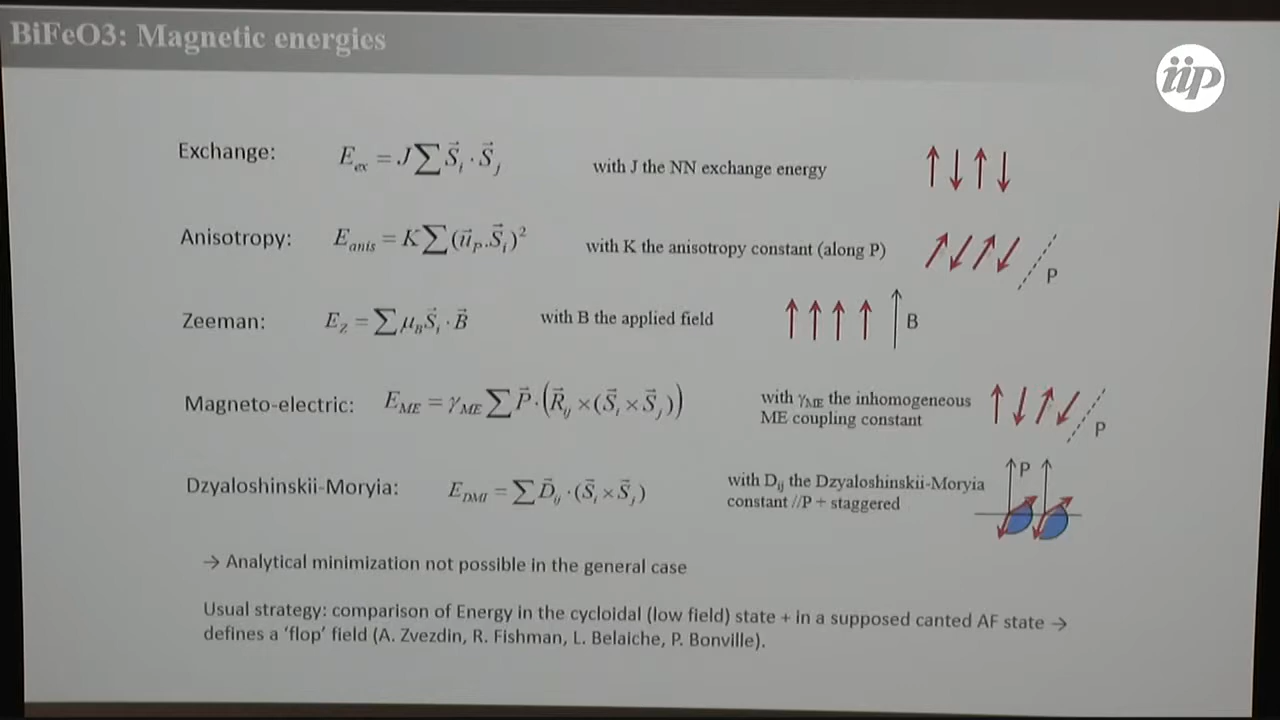 BiFeO3: Magnetic energies
iip
Exchange: E_ex = J∑ S⃗_i · S⃗_j with J the NN exchange energy
Anisotropy: E_anis = K∑(u⃗_P.S⃗_i)² with K the anisotropy constant (along P)
P
Zeeman: E_Z = ∑ μ_B S⃗_i · B⃗ with B the applied field B
Magneto-electric: E_ME = γ_ME ∑ P⃗ · (R⃗_ij × (S⃗_i × S⃗_j)) with γ_ME the inhomogeneous
ME coupling constant
P
P
Dzyaloshinskii-Moryia: E_DMI = ∑ D⃗_ij · (S⃗_i × S⃗_j) with D_ij the Dzyaloshinskii-Moryia
constant //P + staggered
→ Analytical minimization not possible in the general case
Usual strategy: comparison of Energy in the cycloidal (low field) state + in a supposed canted AF state →
defines a ‘flop’ field (A. Zvezdin, R. Fishman, L. Belaiche, P. Bonville).